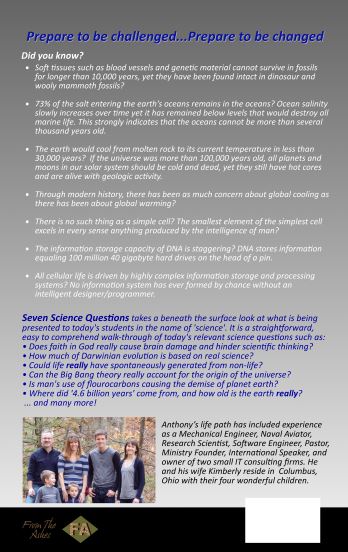 Prepare to be challenged...Prepare to be changed
Did you know?
• Soft tissues such as blood vessels and genetic material cannot survive in fossils
for longer than 10,000 years, yet they have been found intact in dinosaur and
wooly mammoth fossils?
• 73% of the salt entering the earth's oceans remains in the oceans? Ocean salinity
slowly increases over time yet it has remained below levels that would destroy all
marine life. This strongly indicates that the oceans cannot be more than several
thousand years old.
• The earth would cool from molten rock to its current temperature in less than
30,000 years? If the universe was more than 100,000 years old, all planets and
moons in our solar system should be cold and dead, yet they still have hot cores
and are alive with geologic activity.
• Through modern history, there has been as much concern about global cooling as
there has been about global warming?
• There is no such thing as a simple cell? The smallest element of the simplest cell
excels in every sense anything produced by the intelligence of man?
• The information storage capacity of DNA is staggering? DNA stores information
equaling 100 million 40 gigabyte hard drives on the head of a pin.
• All cellular life is driven by highly complex information storage and processing
systems? No information system has ever formed by chance without an
intelligent designer/programmer.
Seven Science Questions takes a beneath the surface look at what is being
presented to today's students in the name of 'science'. It is a straightforward,
easy to comprehend walk-through of today's relevant science questions such as:
• Does faith in God really cause brain damage and hinder scientific thinking?
• How much of Darwinian evolution is based on real science?
• Could life really have spontaneously generated from non-life?
• Can the Big Bang theory really account for the origin of the universe?
• Is man's use of flourocarbons causing the demise of planet earth?
• Where did '4.6 billion years' come from, and how old is the earth really?
... and many more!
Anthony's life path has included experience
as a Mechanical Engineer, Naval Aviator,
Research Scientist, Software Engineer, Pastor,
Ministry Founder, International Speaker, and
owner of two small IT consulting firms. He
and his wife Kimberly reside in Columbus,
Ohio with their four wonderful children.
From The
Ashes